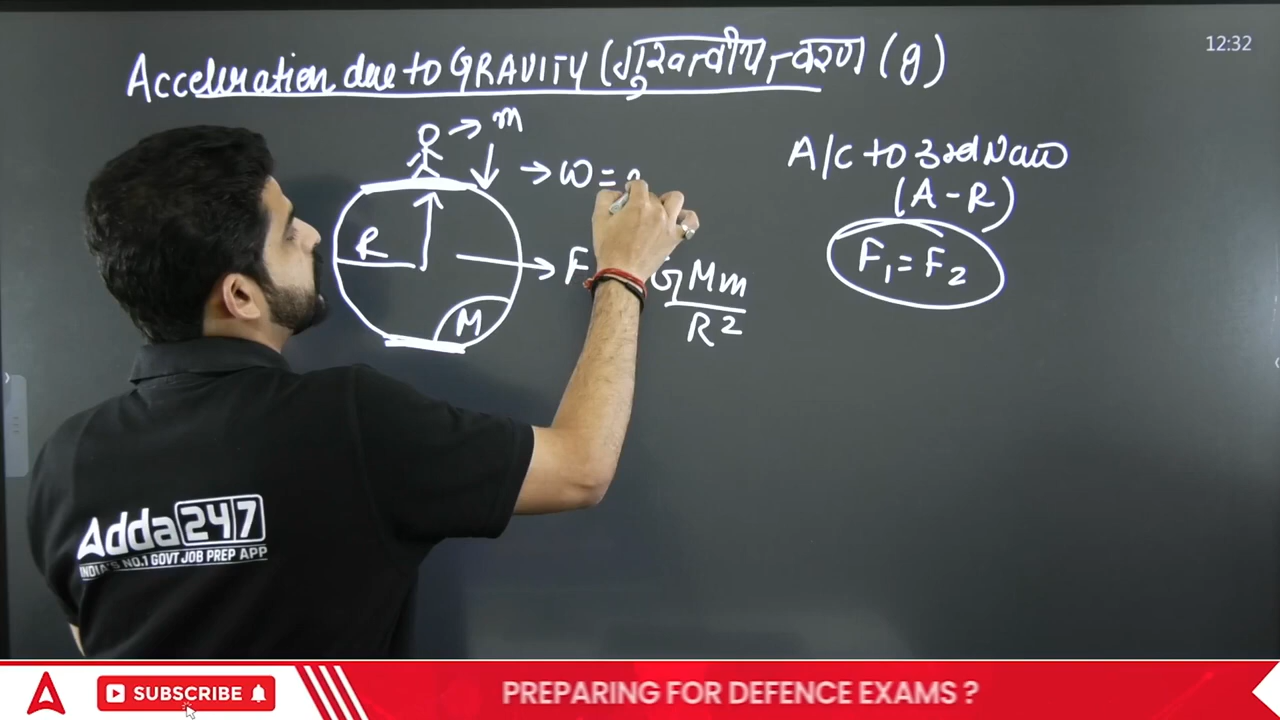 12:32
Acceleration due to GRAVITY (गुरुत्वीय त्वरण) (g)
→ m
→ W =
A/C to 3rd Law
(A - R)
R
F₁ = F₂
→ F
GMm
R²
M
Adda247
INDIA'S NO.1 GOVT JOB PREP APP
SUBSCRIBE
PREPARING FOR DEFENCE EXAMS ?